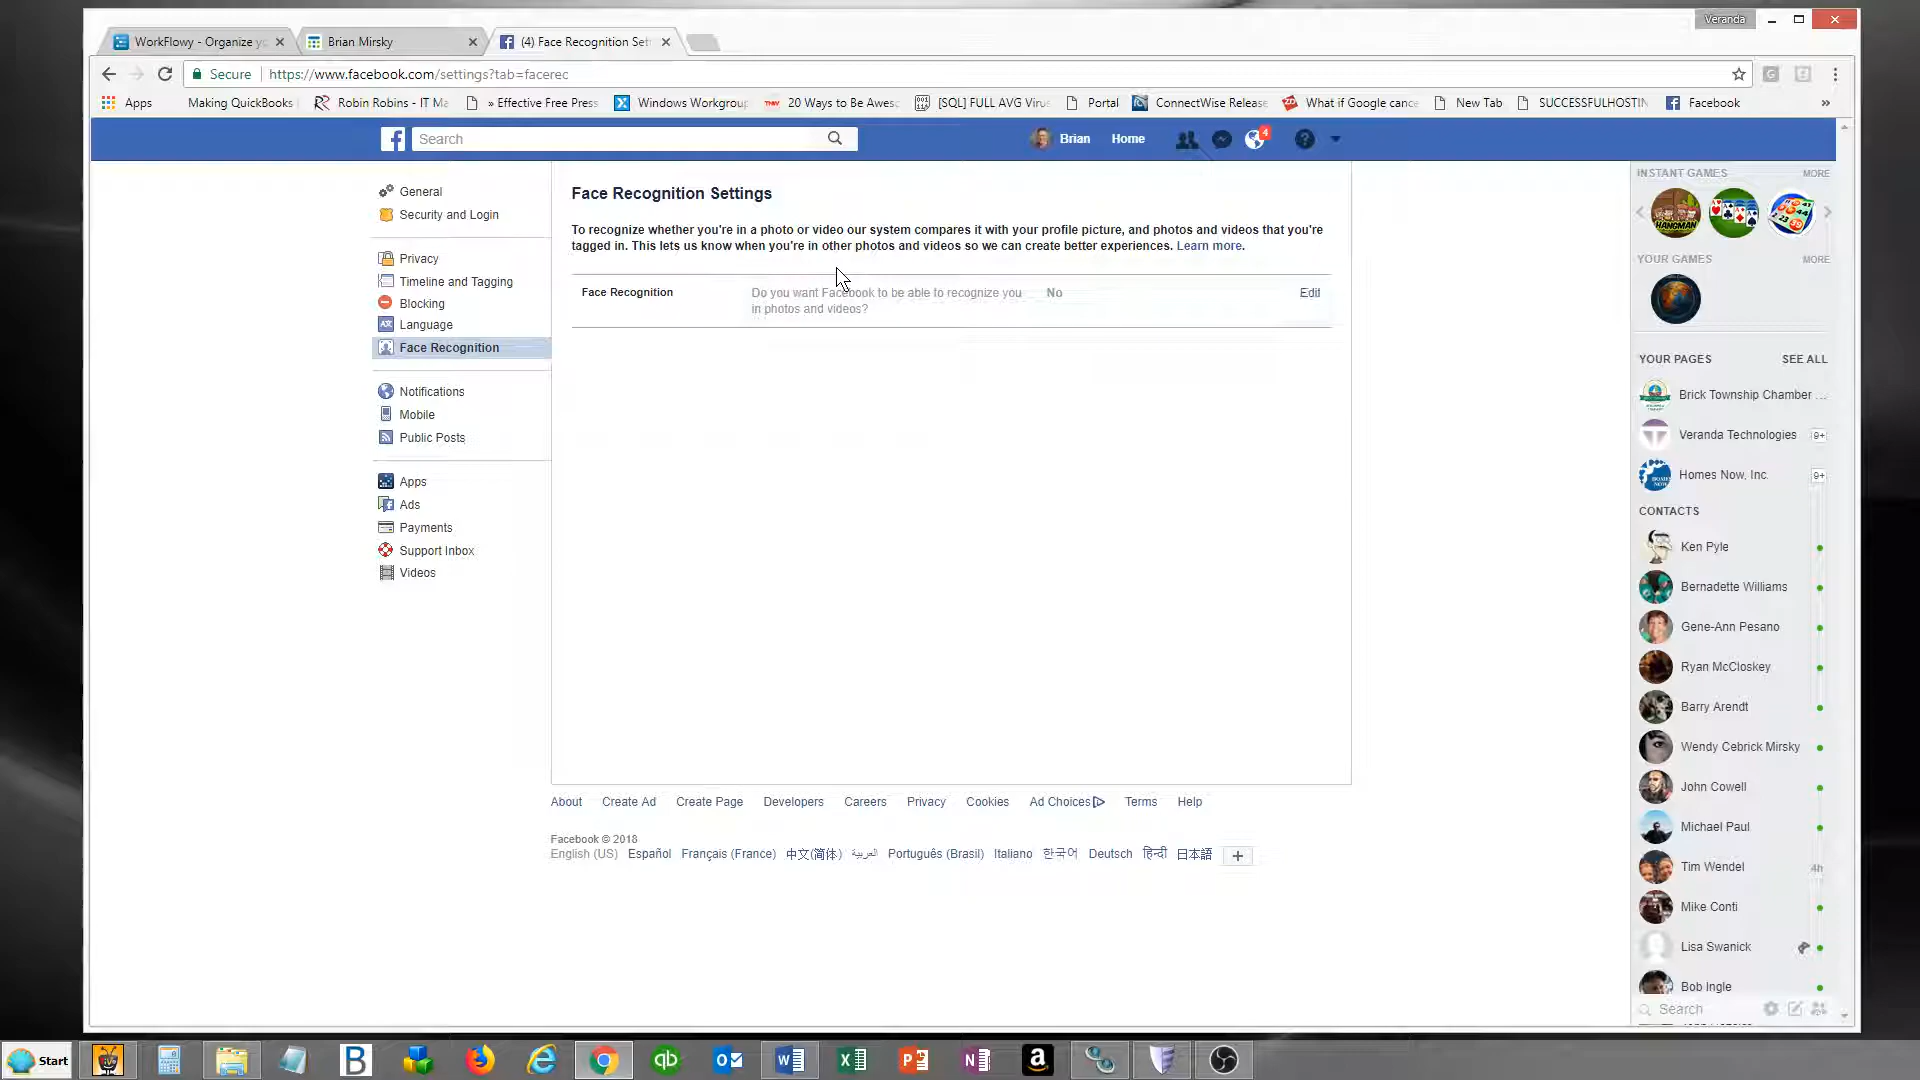 Veranda
WorkFlowy - Organize yo
Brian Mirsky
(4) Face Recognition Set
Secure
https://www.facebook.com/settings?tab=facerec
Apps
Making QuickBooks
Robin Robins - IT Ma
» Effective Free Press
Windows Workgroup
20 Ways to Be Awes
[SQL] FULL AVG Virus
Portal
ConnectWise Release
What if Google cance
New Tab
SUCCESSFULHOSTIN
Facebook
»
Search
Brian
Home
4
General
Security and Login
Privacy
Timeline and Tagging
Blocking
Language
Face Recognition
Notifications
Mobile
Public Posts
Apps
Ads
Payments
Support Inbox
Videos
Face Recognition Settings
To recognize whether you're in a photo or video our system compares it with your profile picture, and photos and videos that you're
tagged in. This lets us know when you're in other photos and videos so we can create better experiences. Learn more.
Face Recognition
Do you want Facebook to be able to recognize you
in photos and videos?
No
Edit
About
Create Ad
Create Page
Developers
Careers
Privacy
Cookies
Ad Choices
Terms
Help
Facebook © 2018
English (US)
Español
Français (France)
中文(简体)
العربية
Português (Brasil)
Italiano
한국어
Deutsch
हिन्दी
日本語
+
INSTANT GAMES
MORE
HANGMAN
YOUR GAMES
MORE
YOUR PAGES
SEE ALL
Brick Township Chamber ...
Veranda Technologies
9+
Homes Now, Inc.
9+
CONTACTS
Ken Pyle
Bernadette Williams
Gene-Ann Pesano
Ryan McCloskey
Barry Arendt
Wendy Cebrick Mirsky
John Cowell
Michael Paul
Tim Wendel
4h
Mike Conti
Lisa Swanick
Bob Ingle
Search
Start